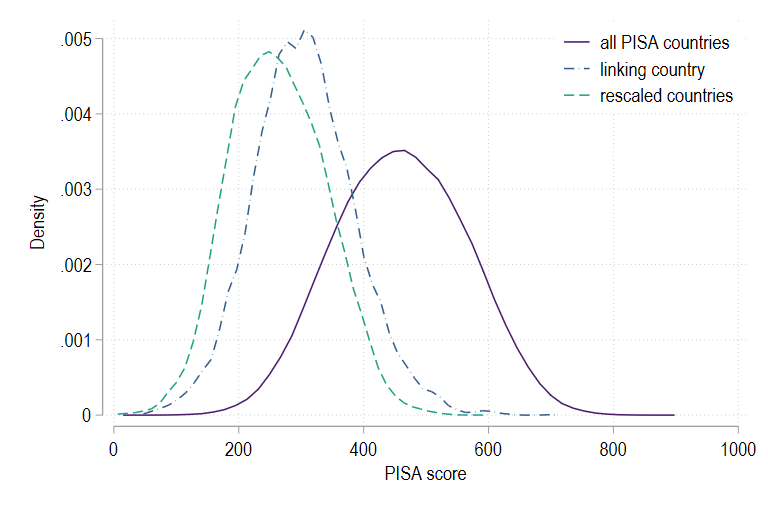 .005
.004
.003
.002
.001
0
Density
all PISA countries
linking country
rescaled countries
0 200 400 600 800 1000
PISA score